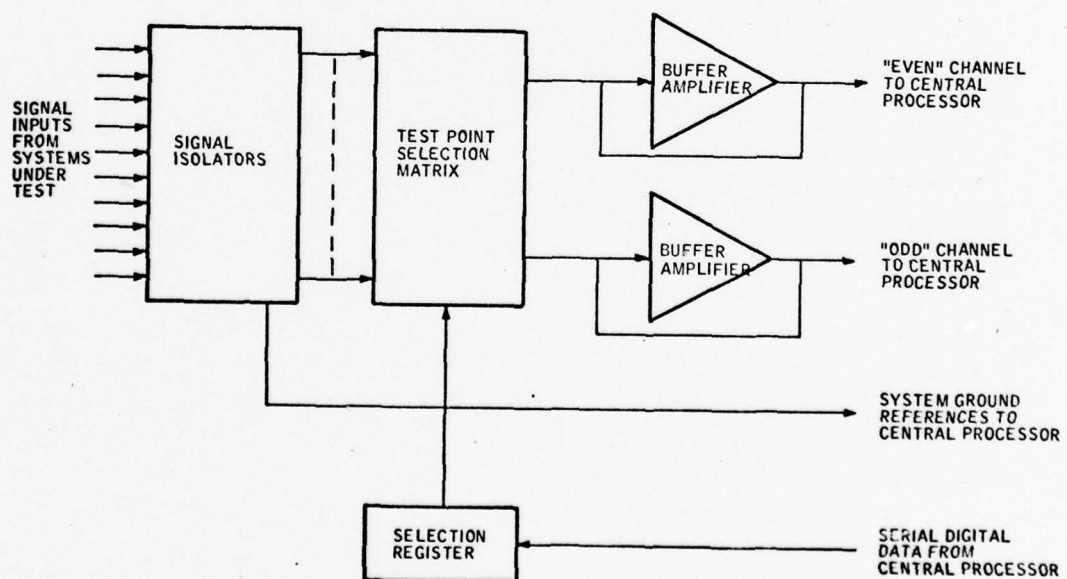 SIGNAL
INPUTS
FROM
SYSTEMS
UNDER
TEST
SIGNAL
ISOLATORS
TEST POINT
SELECTION
MATRIX
BUFFER
AMPLIFIER
"EVEN" CHANNEL
TO CENTRAL
PROCESSOR
BUFFER
AMPLIFIER
"ODD" CHANNEL
TO CENTRAL
PROCESSOR
SYSTEM GROUND
REFERENCES TO
CENTRAL PROCESSOR
SELECTION
REGISTER
SERIAL DIGITAL
DATA FROM
CENTRAL PROCESSOR